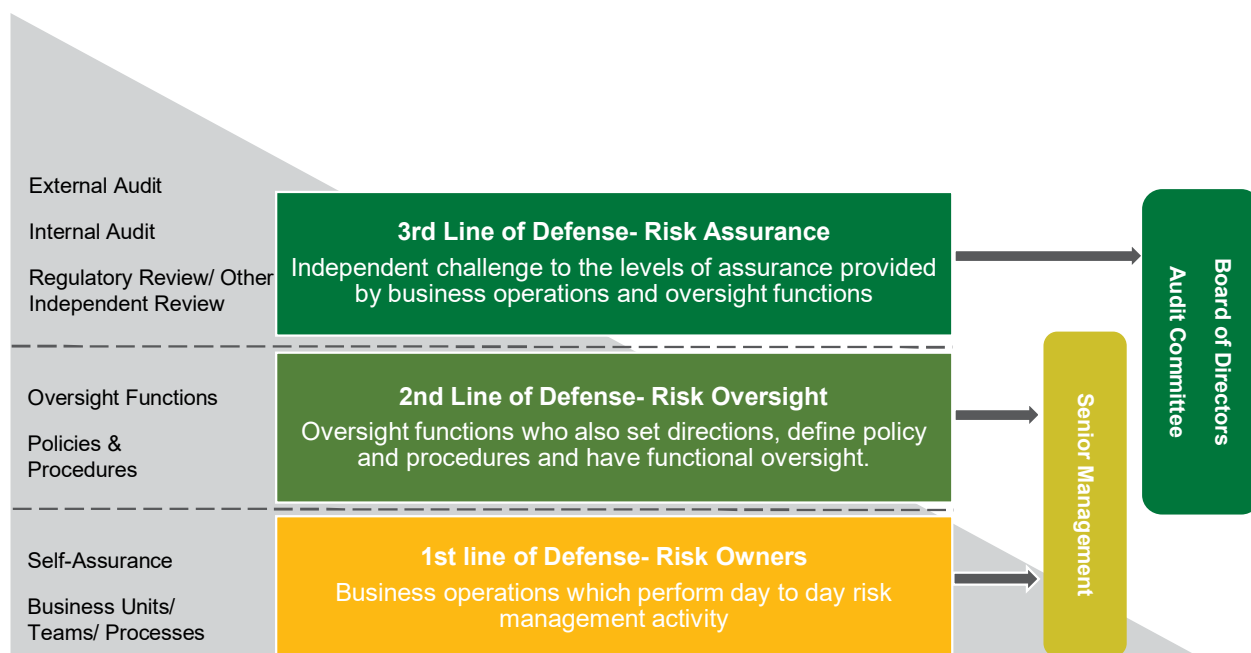 External Audit
Internal Audit
Regulatory Review/ Other
Independent Review
3rd Line of Defense- Risk Assurance
Independent challenge to the levels of assurance provided
by business operations and oversight functions
Board of Directors
Audit Committee
Oversight Functions
Policies &
Procedures
2nd Line of Defense- Risk Oversight
Oversight functions who also set directions, define policy
and procedures and have functional oversight.
Senior Management
Self-Assurance
Business Units/
Teams/ Processes
1st line of Defense- Risk Owners
Business operations which perform day to day risk
management activity